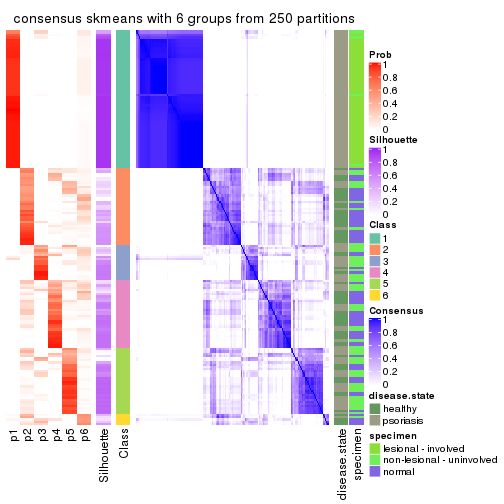 consensus skmeans with 6 groups from 250 partitions
Prob
1
0.8
0.6
0.4
0.2
0
Silhouette
1
0.8
0.6
0.4
0.2
0
Class
1
2
3
4
5
6
Consensus
1
0.8
0.6
0.4
0.2
0
disease.state
healthy
psoriasis
specimen
lesional - involved
non-lesional - uninvolved
normal
p1
p2
p3
p4
p5
p6
Silhouette
Class
disease.state
specimen